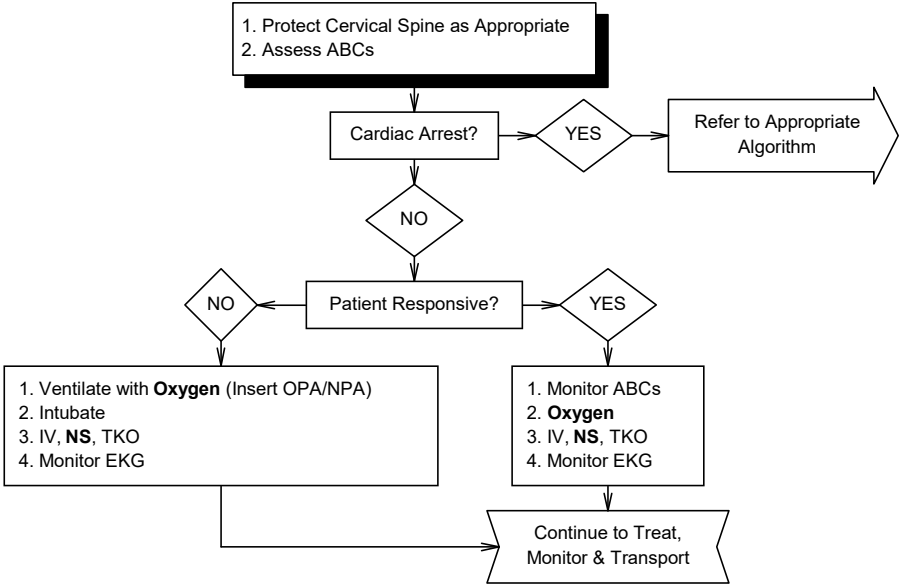 1. Protect Cervical Spine as Appropriate
2. Assess ABCs
Cardiac Arrest?
YES
Refer to Appropriate
Algorithm
NO
NO
Patient Responsive?
YES
1. Ventilate with Oxygen (Insert OPA/NPA)
2. Intubate
3. IV, NS, TKO
4. Monitor EKG
1. Monitor ABCs
2. Oxygen
3. IV, NS, TKO
4. Monitor EKG
Continue to Treat,
Monitor & Transport